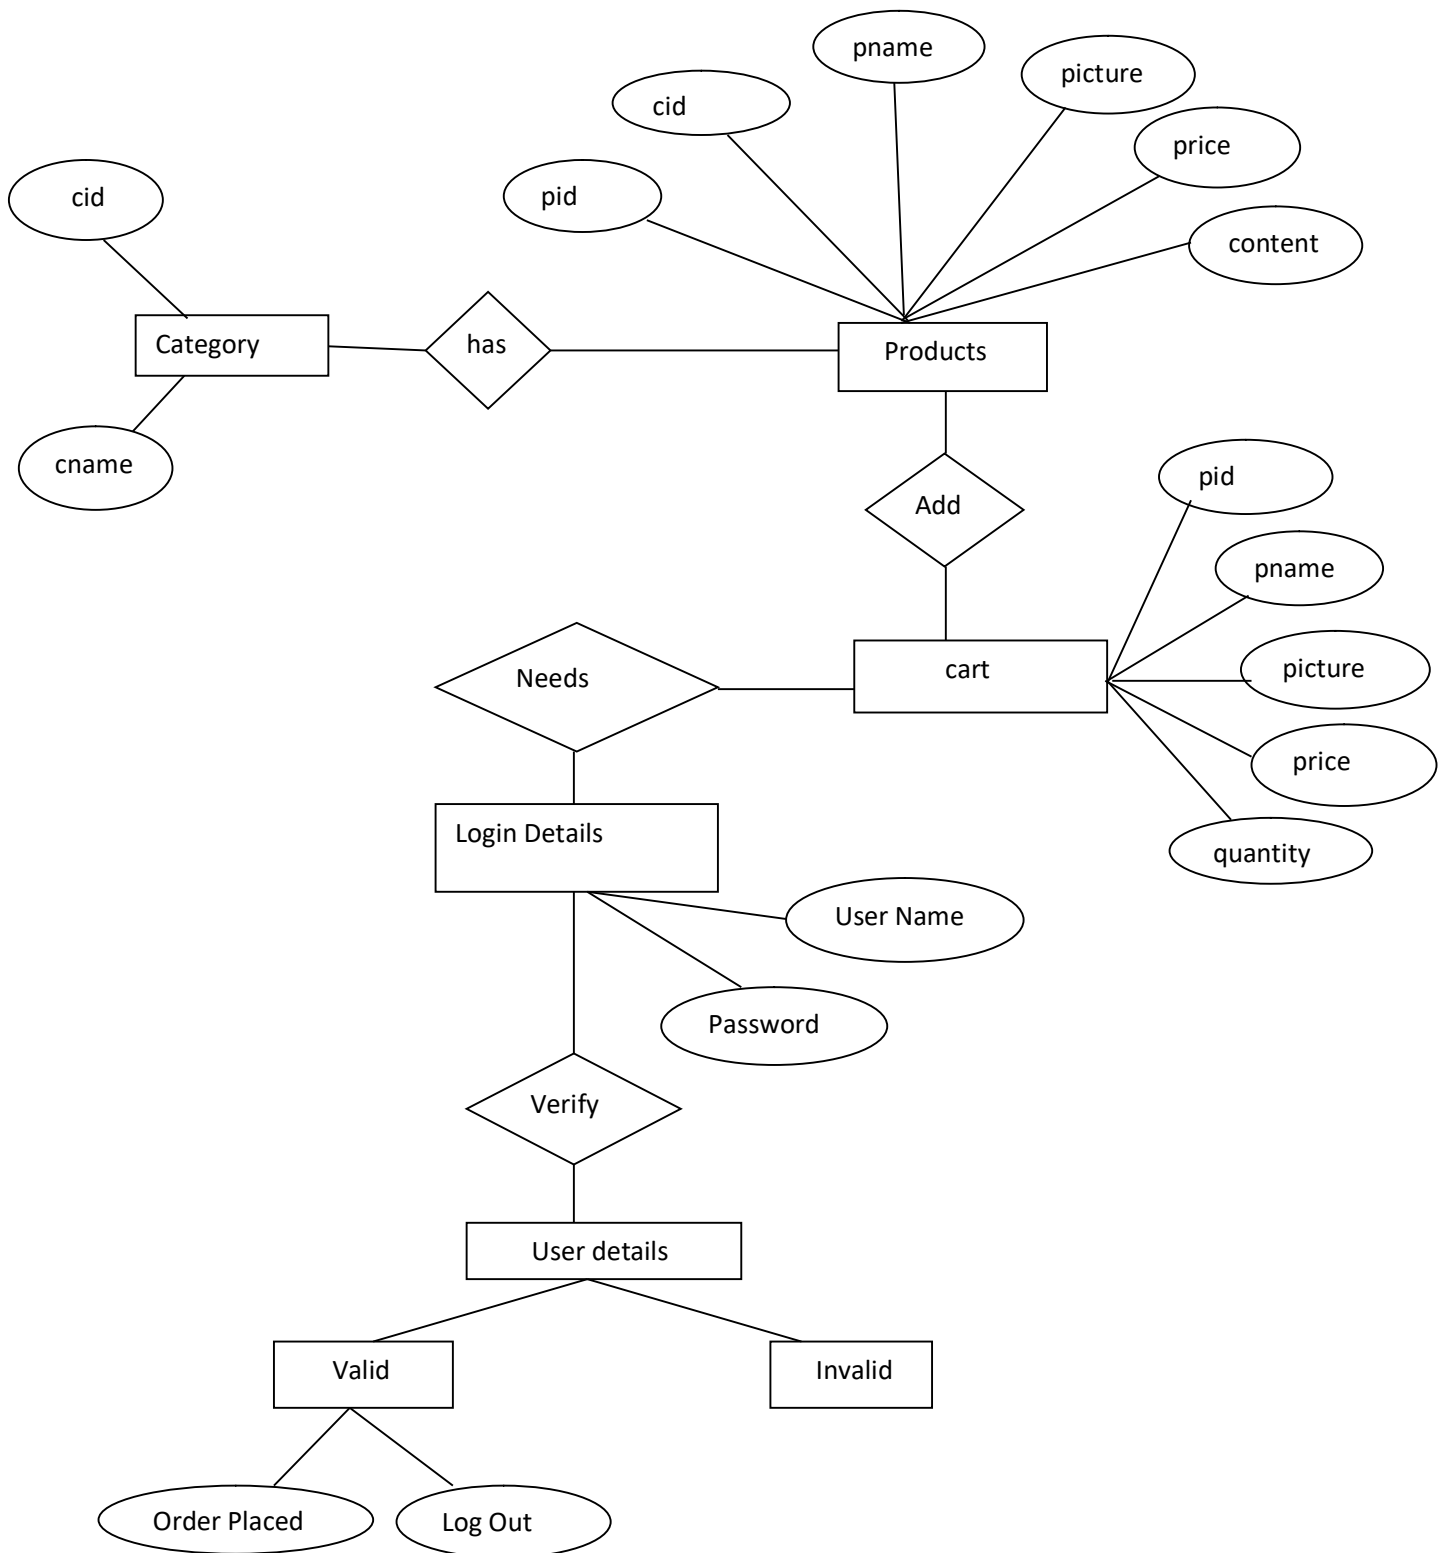 pname
picture
cid
price
cid
pid
content
Category
has
Products
cname
pid
Add
pname
cart
picture
Needs
price
Login Details
quantity
User Name
Password
Verify
User details
Valid
Invalid
Order Placed
Log Out